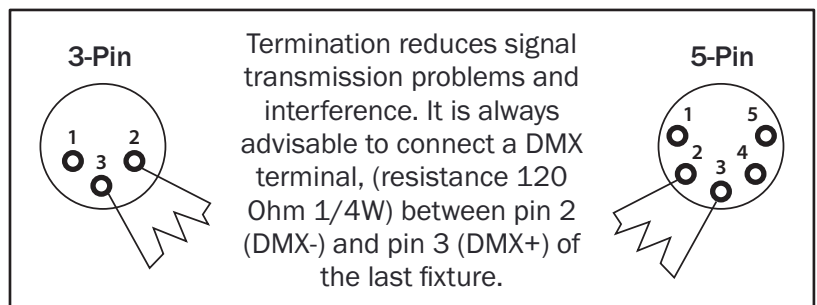 3-Pin
1
2
3
Termination reduces signal
transmission problems and
interference. It is always
advisable to connect a DMX
terminal, (resistance 120
Ohm 1/4W) between pin 2
(DMX-) and pin 3 (DMX+) of
the last fixture.
5-Pin
1
5
2
4
3